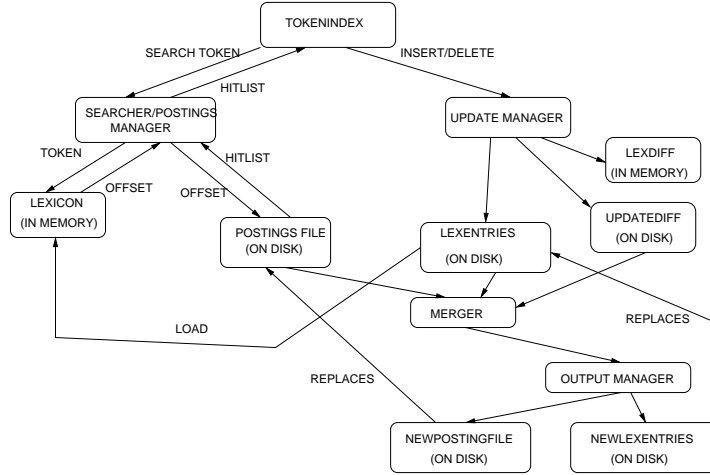 TOKENINDEX
SEARCH TOKEN
INSERT/DELETE
HITLIST
SEARCHER/POSTINGS
MANAGER
UPDATE MANAGER
TOKEN
HITLIST
LEXDIFF
(IN MEMORY)
OFFSET
OFFSET
LEXICON
(IN MEMORY)
UPDATEDIFF
(ON DISK)
POSTINGS FILE
(ON DISK)
LEXENTRIES
(ON DISK)
MERGER
REPLACES
LOAD
OUTPUT MANAGER
REPLACES
NEWPOSTINGFILE
(ON DISK)
NEWLEXENTRIES
(ON DISK)